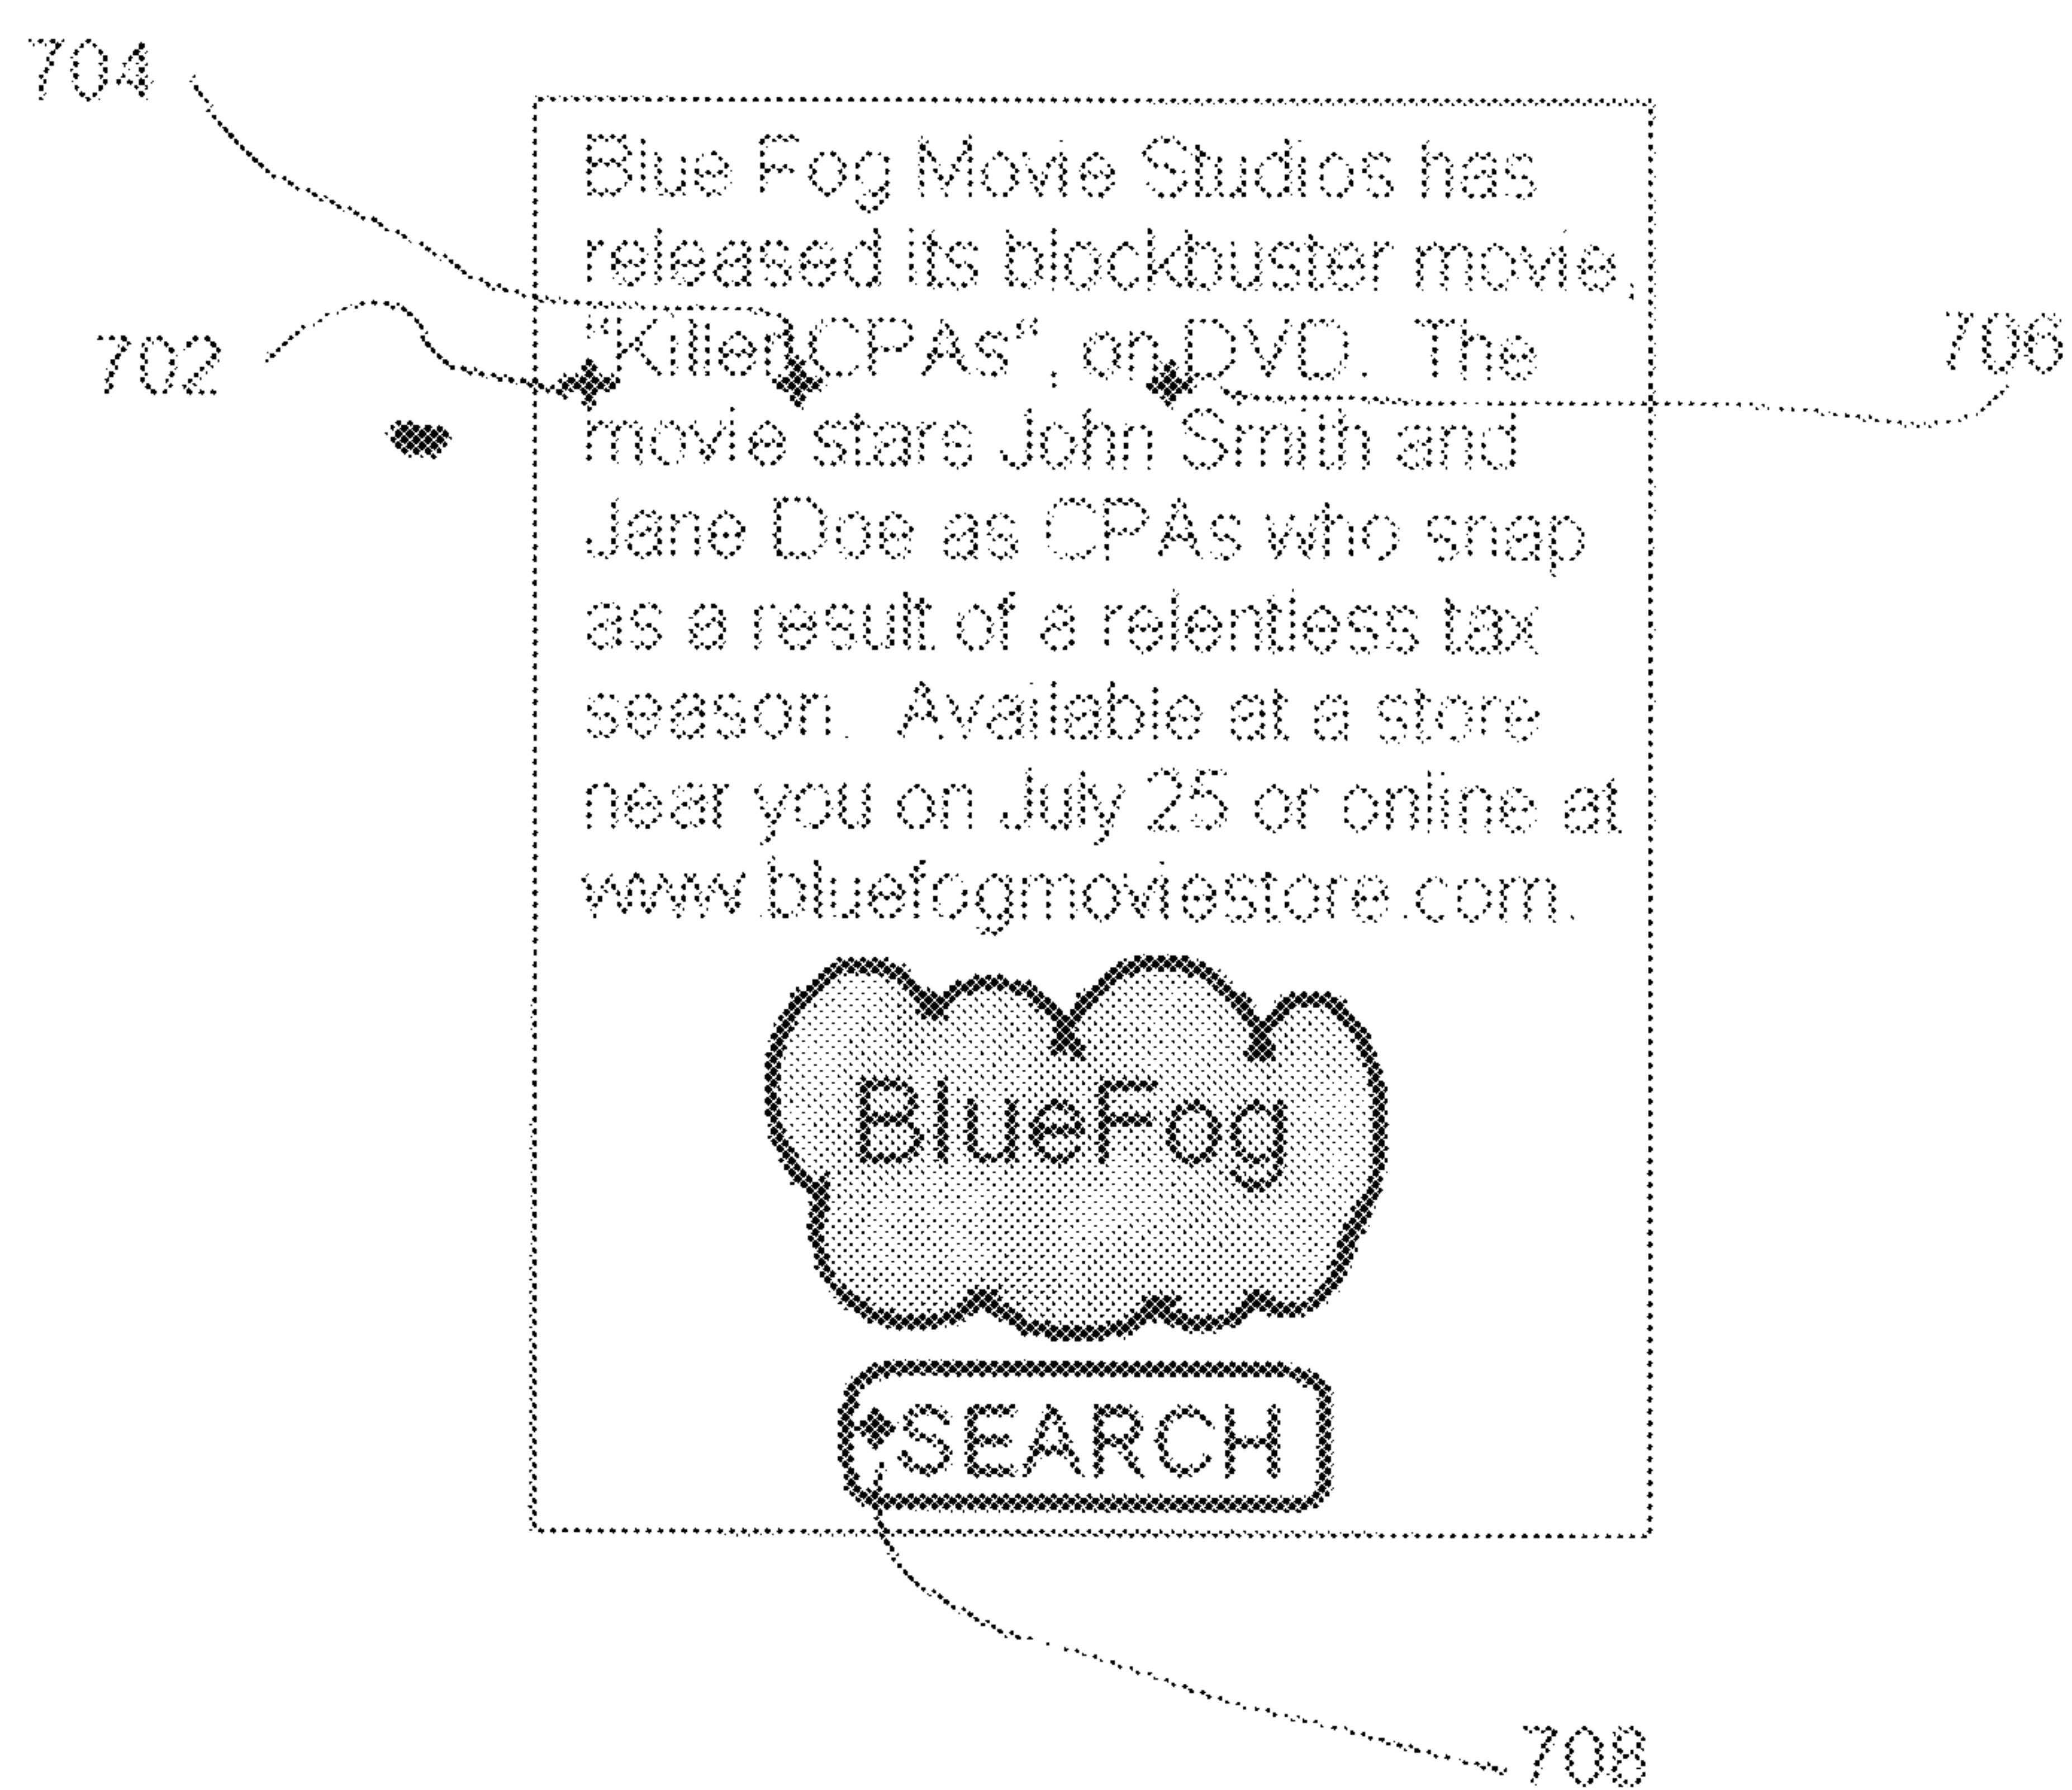 704
Blue Fog Movie Studios has
released its blockbuster movie,
"Killer CPAs", on DVD. The
702
706
movie stars John Smith and
Jane Doe as CPAs who snap
as a result of a relentless tax
season. Available at a store
near you on July 25 or online at
www.bluefogmoviestore.com.
BlueFog
SEARCH
708